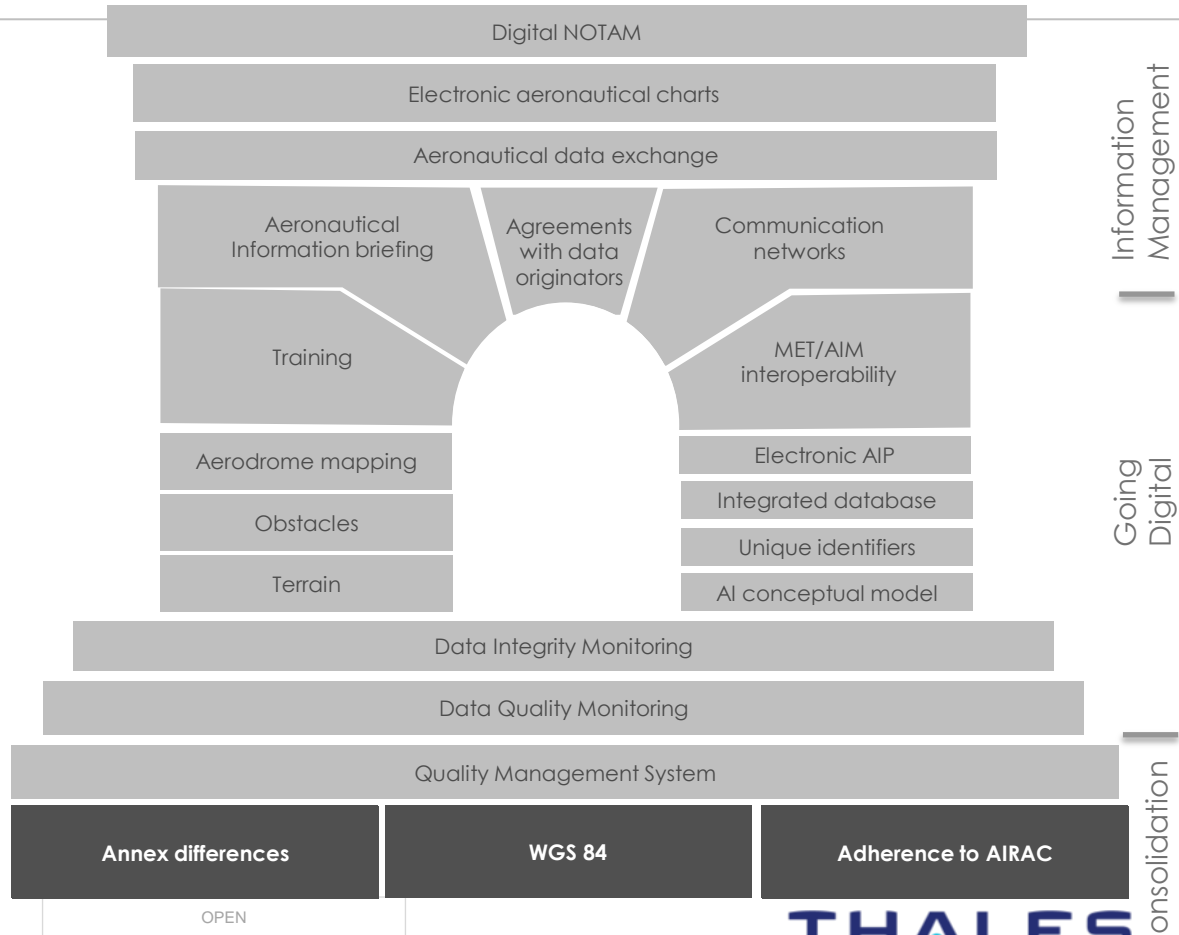 Digital NOTAM
Electronic aeronautical charts
Aeronautical data exchange
Aeronautical
Information briefing
Agreements
with data
originators
Communication
networks
Training
MET/AIM
interoperability
Aerodrome mapping
Obstacles
Terrain
Electronic AIP
Integrated database
Unique identifiers
AI conceptual model
Data Integrity Monitoring
Data Quality Monitoring
Quality Management System
Annex differences
WGS 84
Adherence to AIRAC
Information
Management
Going
Digital
onsolidation
OPEN
THALES